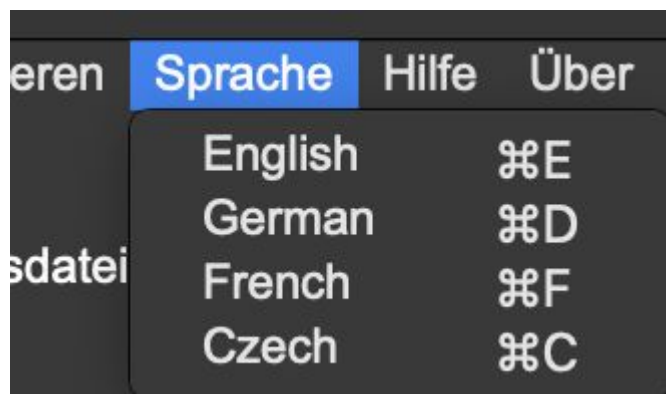 eren Sprache Hilfe Über
English ⌘E
German ⌘D
sdatei French ⌘F
Czech ⌘C